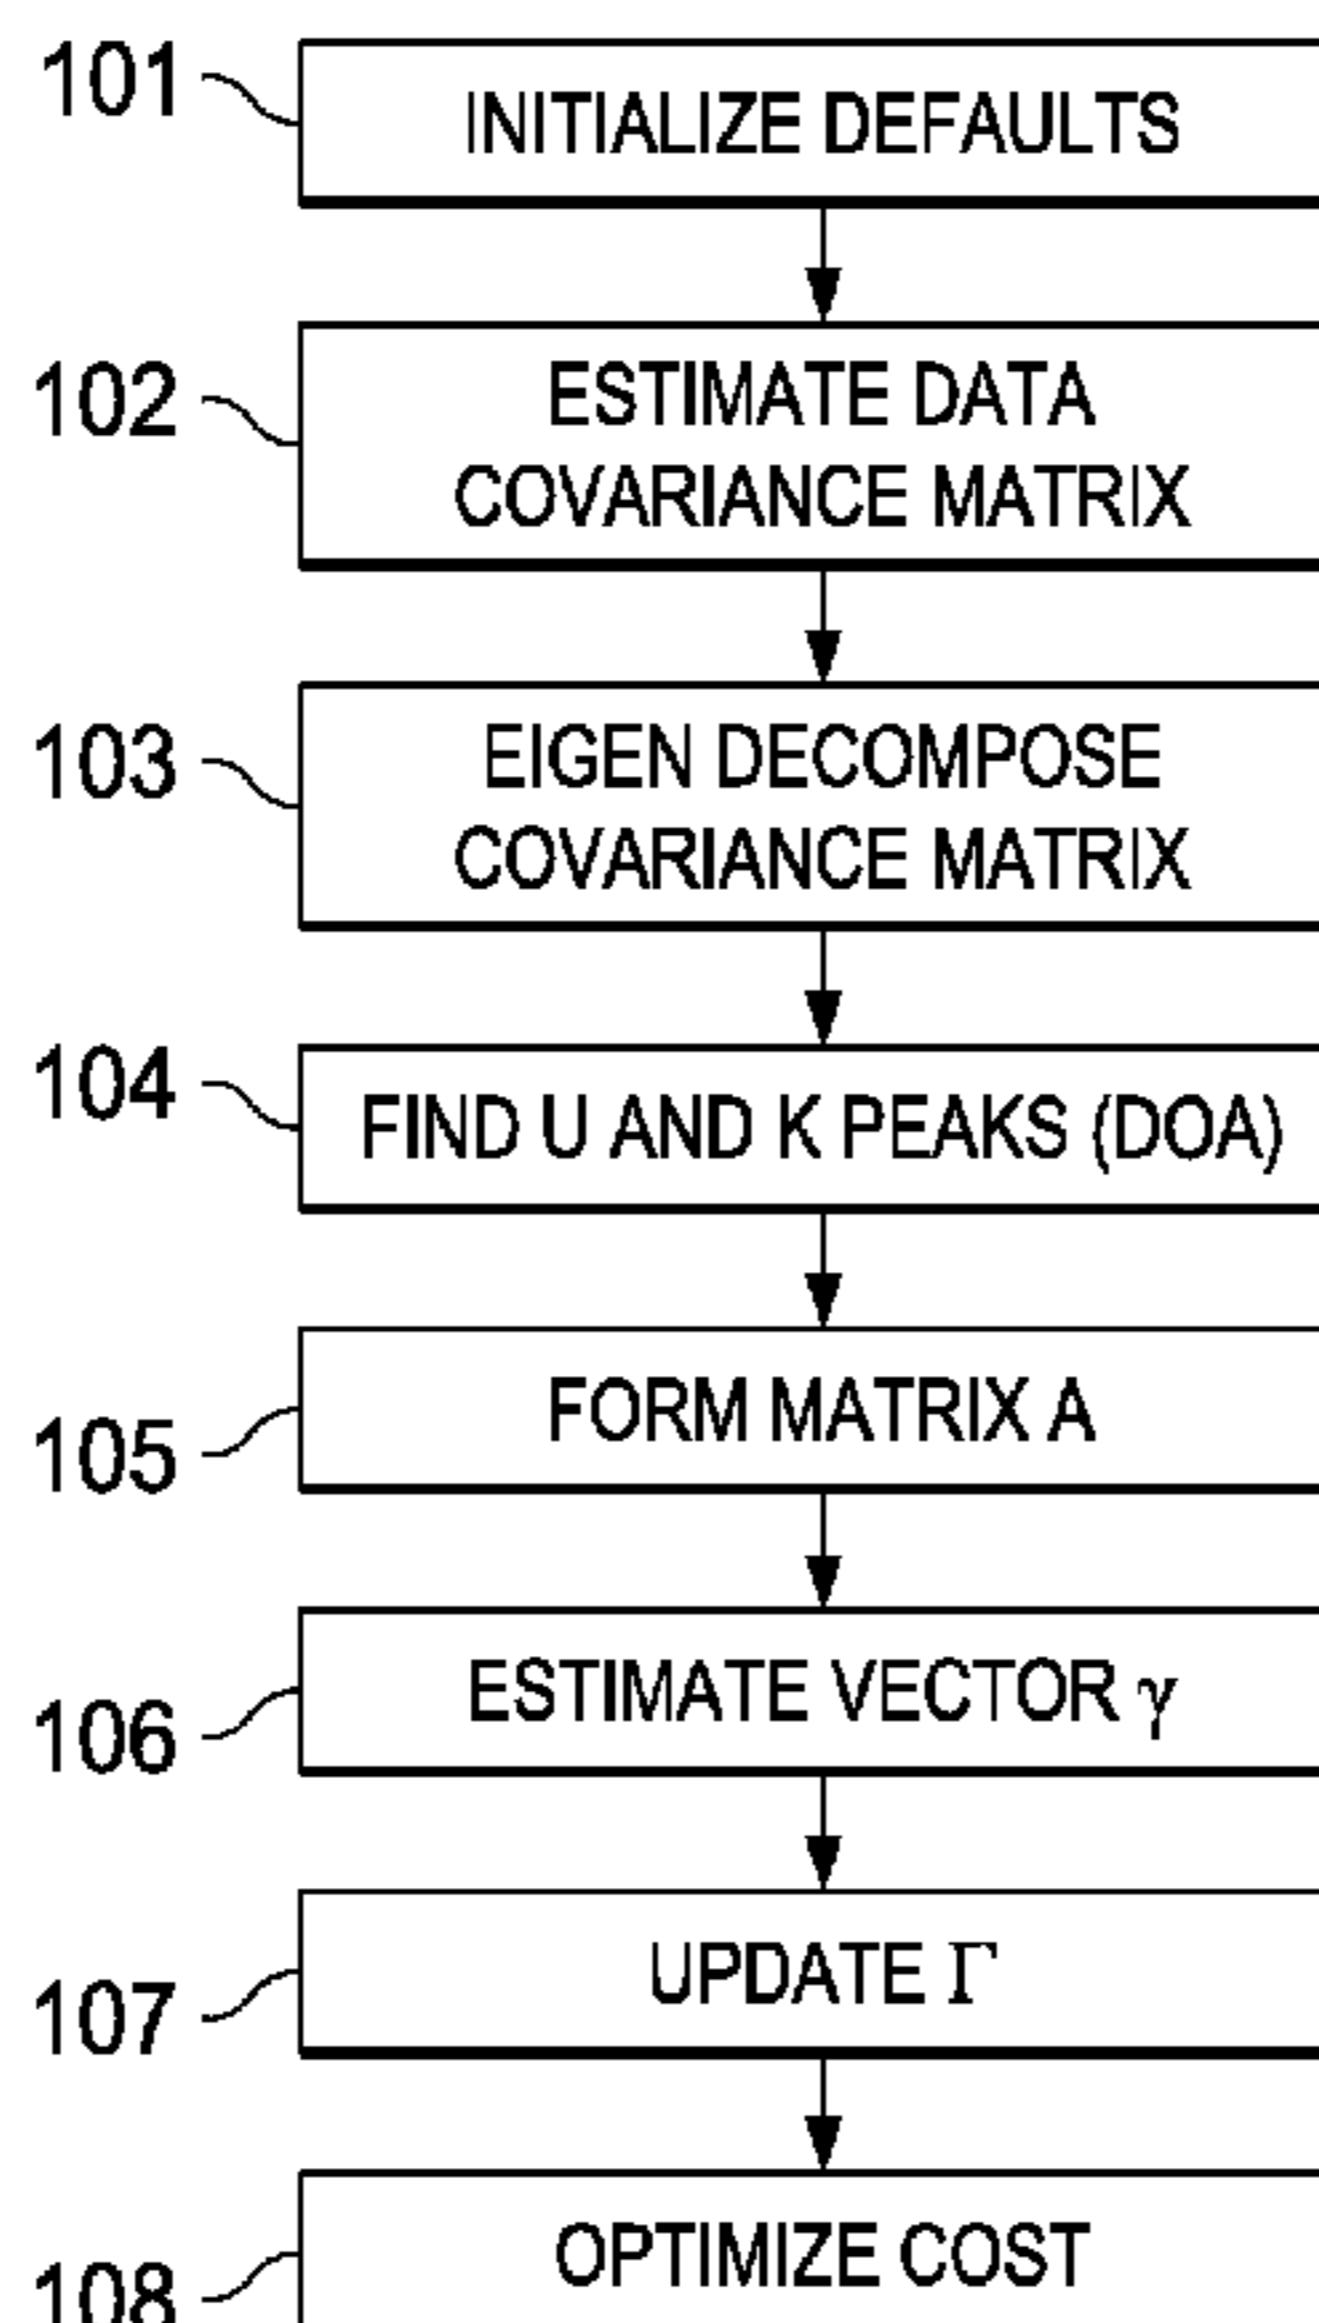 101
INITIALIZE DEFAULTS
102
ESTIMATE DATA
COVARIANCE MATRIX
103
EIGEN DECOMPOSE
COVARIANCE MATRIX
104
FIND U AND K PEAKS (DOA)
105
FORM MATRIX A
106
ESTIMATE VECTOR γ
107
UPDATE Γ
108
OPTIMIZE COST